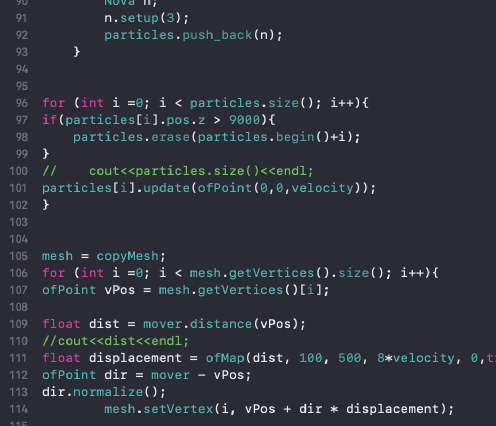 90 Nova n;
91 n.setup(3);
92 particles.push_back(n);
93 }
94
95
96 for (int i =0; i < particles.size(); i++){
97 if(particles[i].pos.z > 9000){
98 particles.erase(particles.begin()+i);
99 }
100 // cout<<particles.size()<<endl;
101 particles[i].update(ofPoint(0,0,velocity));
102 }
103
104
105 mesh = copyMesh;
106 for (int i =0; i < mesh.getVertices().size(); i++){
107 ofPoint vPos = mesh.getVertices()[i];
108
109 float dist = mover.distance(vPos);
110 //cout<<dist<<endl;
111 float displacement = ofMap(dist, 100, 500, 8*velocity, 0,t
112 ofPoint dir = mover - vPos;
113 dir.normalize();
114 mesh.setVertex(i, vPos + dir * displacement);
115